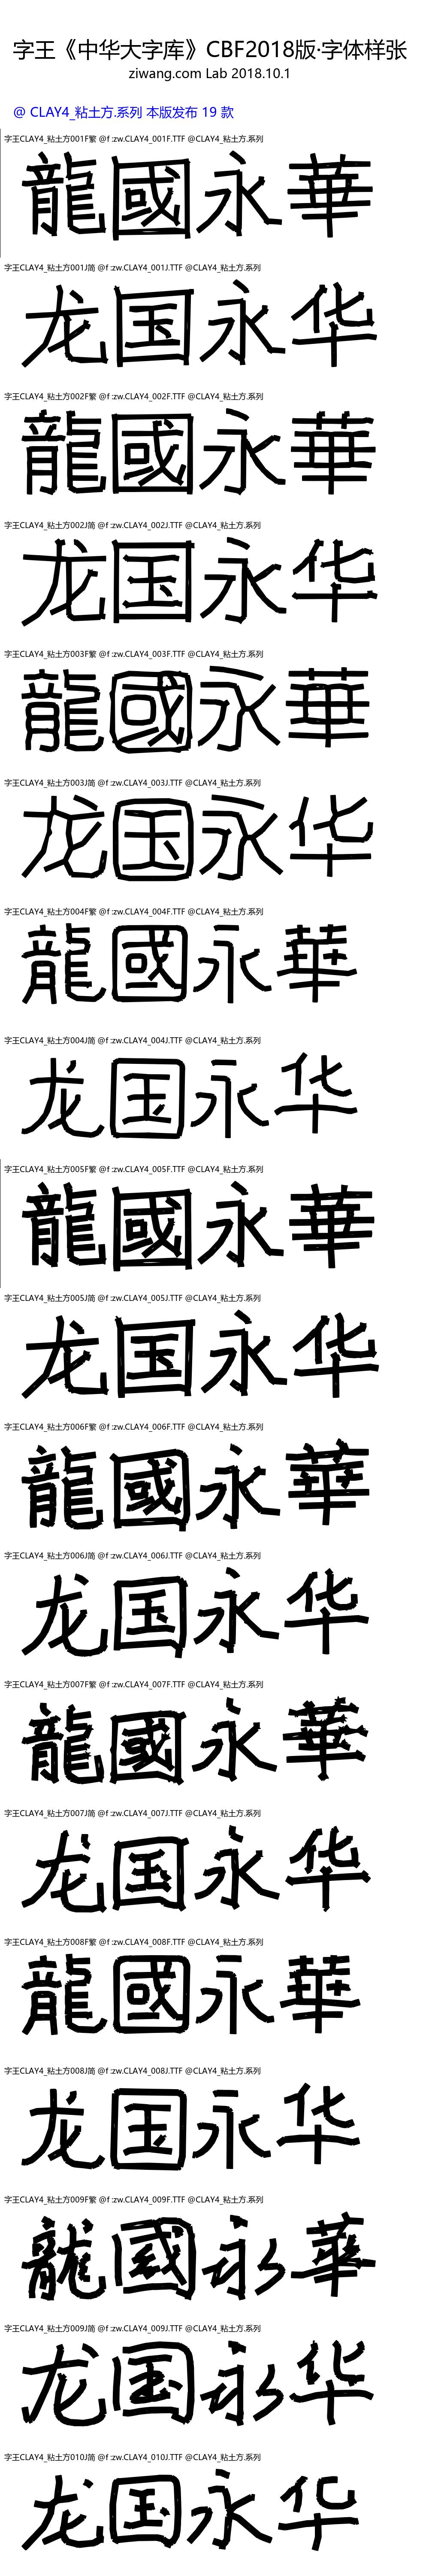 字王《中华大字库》CBF2018版·字体样张
ziwang.com Lab 2018.10.1
@ CLAY4_粘土方.系列 本版发布 19 款
字王CLAY4_粘土方001F繁 @f :zw.CLAY4_001F.TTF @CLAY4_粘土方.系列
龍國永華
字王CLAY4_粘土方001J简 @f :zw.CLAY4_001J.TTF @CLAY4_粘土方.系列
龙国永华
字王CLAY4_粘土方002F繁 @f :zw.CLAY4_002F.TTF @CLAY4_粘土方.系列
龍國永華
字王CLAY4_粘土方002J简 @f :zw.CLAY4_002J.TTF @CLAY4_粘土方.系列
龙国永华
字王CLAY4_粘土方003F繁 @f :zw.CLAY4_003F.TTF @CLAY4_粘土方.系列
龍國永華
字王CLAY4_粘土方003J简 @f :zw.CLAY4_003J.TTF @CLAY4_粘土方.系列
龙国永华
字王CLAY4_粘土方004F繁 @f :zw.CLAY4_004F.TTF @CLAY4_粘土方.系列
龍國永華
字王CLAY4_粘土方004J简 @f :zw.CLAY4_004J.TTF @CLAY4_粘土方.系列
龙国永华
字王CLAY4_粘土方005F繁 @f :zw.CLAY4_005F.TTF @CLAY4_粘土方.系列
龍國永華
字王CLAY4_粘土方005J简 @f :zw.CLAY4_005J.TTF @CLAY4_粘土方.系列
龙国永华
字王CLAY4_粘土方006F繁 @f :zw.CLAY4_006F.TTF @CLAY4_粘土方.系列
龍國永華
字王CLAY4_粘土方006J简 @f :zw.CLAY4_006J.TTF @CLAY4_粘土方.系列
龙国永华
字王CLAY4_粘土方007F繁 @f :zw.CLAY4_007F.TTF @CLAY4_粘土方.系列
龍國永華
字王CLAY4_粘土方007J简 @f :zw.CLAY4_007J.TTF @CLAY4_粘土方.系列
龙国永华
字王CLAY4_粘土方008F繁 @f :zw.CLAY4_008F.TTF @CLAY4_粘土方.系列
龍國永華
字王CLAY4_粘土方008J简 @f :zw.CLAY4_008J.TTF @CLAY4_粘土方.系列
龙国永华
字王CLAY4_粘土方009F繁 @f :zw.CLAY4_009F.TTF @CLAY4_粘土方.系列
龍國永華
字王CLAY4_粘土方009J简 @f :zw.CLAY4_009J.TTF @CLAY4_粘土方.系列
龙国永华
字王CLAY4_粘土方010J简 @f :zw.CLAY4_010J.TTF @CLAY4_粘土方.系列
龙国永华